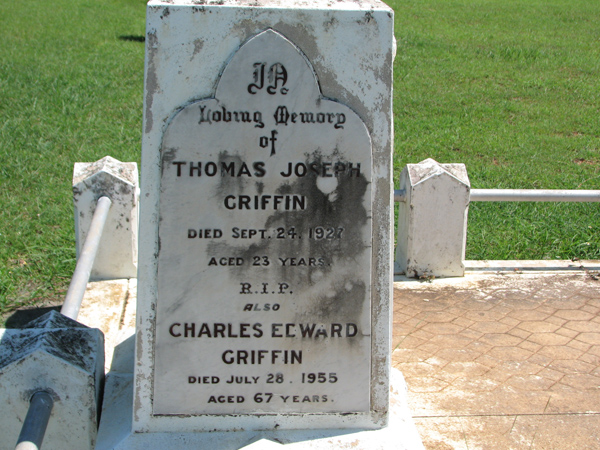 IN
Loving Memory
of
THOMAS JOSEPH
GRIFFIN
DIED SEPT. 24. 1927
AGED 23 YEARS.
R.I.P.
ALSO
CHARLES EDWARD
GRIFFIN
DIED JULY 28. 1955
AGED 67 YEARS.